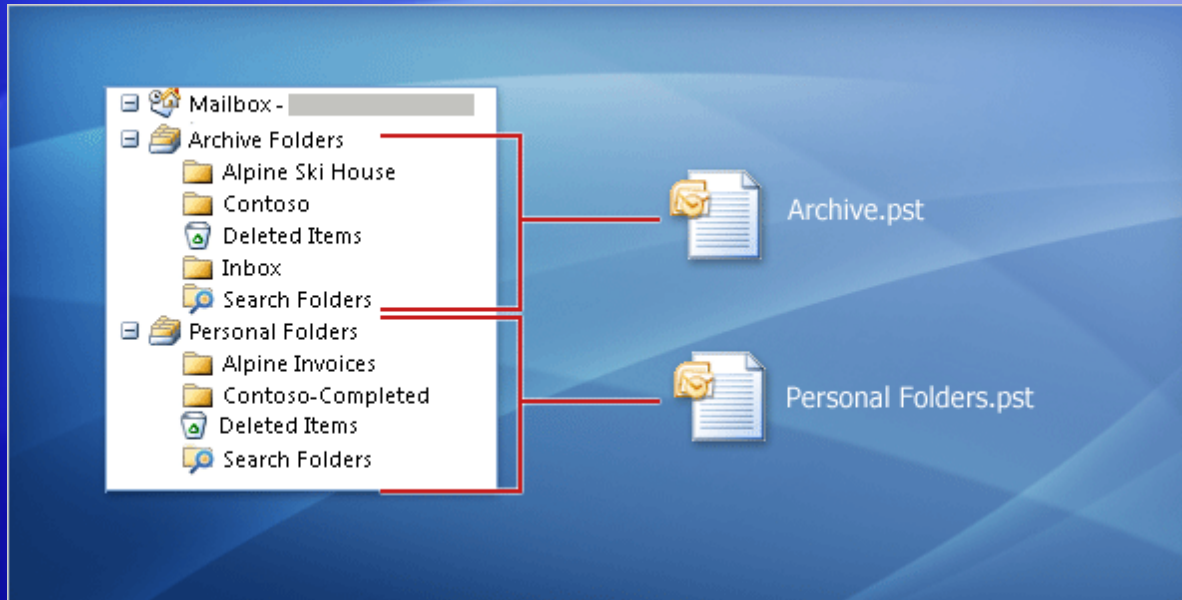 Mailbox -
Archive Folders
Alpine Ski House
Contoso
Deleted Items
Inbox
Search Folders
Personal Folders
Alpine Invoices
Contoso-Completed
Deleted Items
Search Folders
Archive.pst
Personal Folders.pst